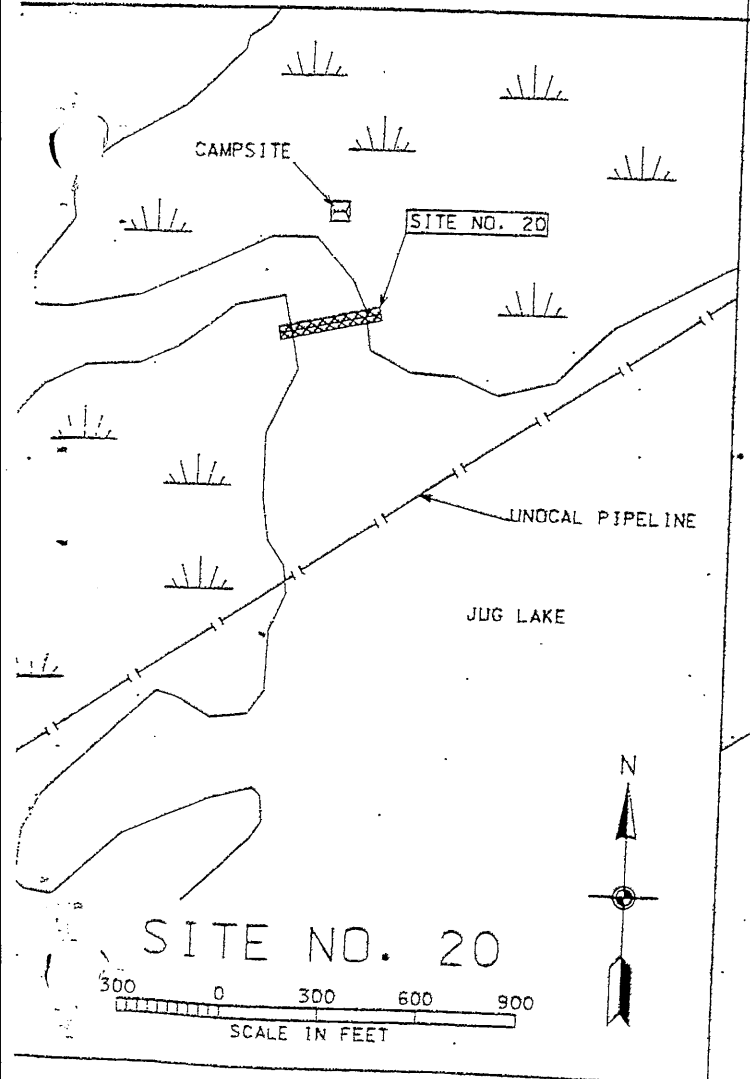 CAMPSITE
SITE NO. 20
UNOCAL PIPELINE
JUG LAKE
N
SITE NO. 20
300 0 300 600 900
SCALE IN FEET